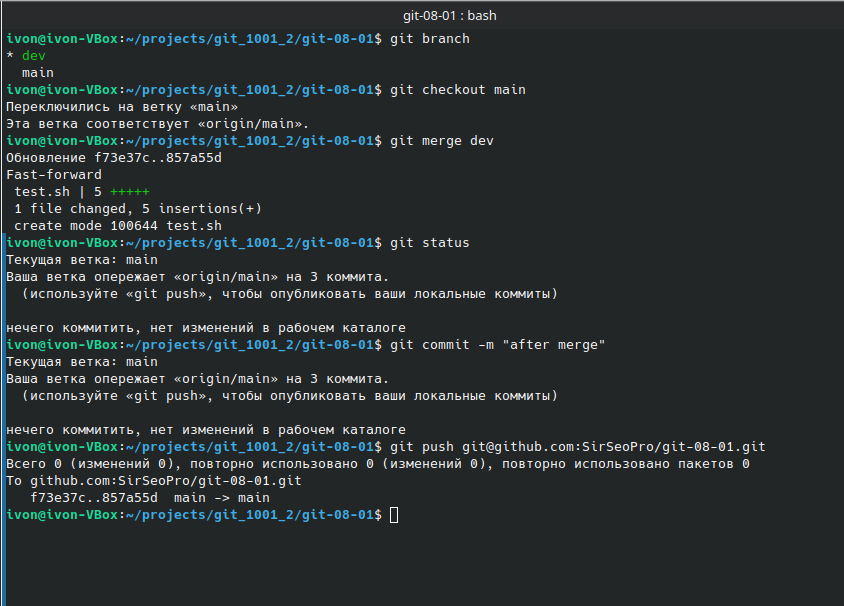 git-08-01 : bash
ivon@ivon-VBox:~/projects/git_1001_2/git-08-01$ git branch
* dev
  main
ivon@ivon-VBox:~/projects/git_1001_2/git-08-01$ git checkout main
Переключились на ветку «main»
Эта ветка соответствует «origin/main».
ivon@ivon-VBox:~/projects/git_1001_2/git-08-01$ git merge dev
Обновление f73e37c..857a55d
Fast-forward
 test.sh | 5 +++++
 1 file changed, 5 insertions(+)
 create mode 100644 test.sh
ivon@ivon-VBox:~/projects/git_1001_2/git-08-01$ git status
Текущая ветка: main
Ваша ветка опережает «origin/main» на 3 коммита.
  (используйте «git push», чтобы опубликовать ваши локальные коммиты)

нечего коммитить, нет изменений в рабочем каталоге
ivon@ivon-VBox:~/projects/git_1001_2/git-08-01$ git commit -m "after merge"
Текущая ветка: main
Ваша ветка опережает «origin/main» на 3 коммита.
  (используйте «git push», чтобы опубликовать ваши локальные коммиты)

нечего коммитить, нет изменений в рабочем каталоге
ivon@ivon-VBox:~/projects/git_1001_2/git-08-01$ git push git@github.com:SirSeoPro/git-08-01.git
Всего 0 (изменений 0), повторно использовано 0 (изменений 0), повторно использовано пакетов 0
To github.com:SirSeoPro/git-08-01.git
   f73e37c..857a55d  main -> main
ivon@ivon-VBox:~/projects/git_1001_2/git-08-01$